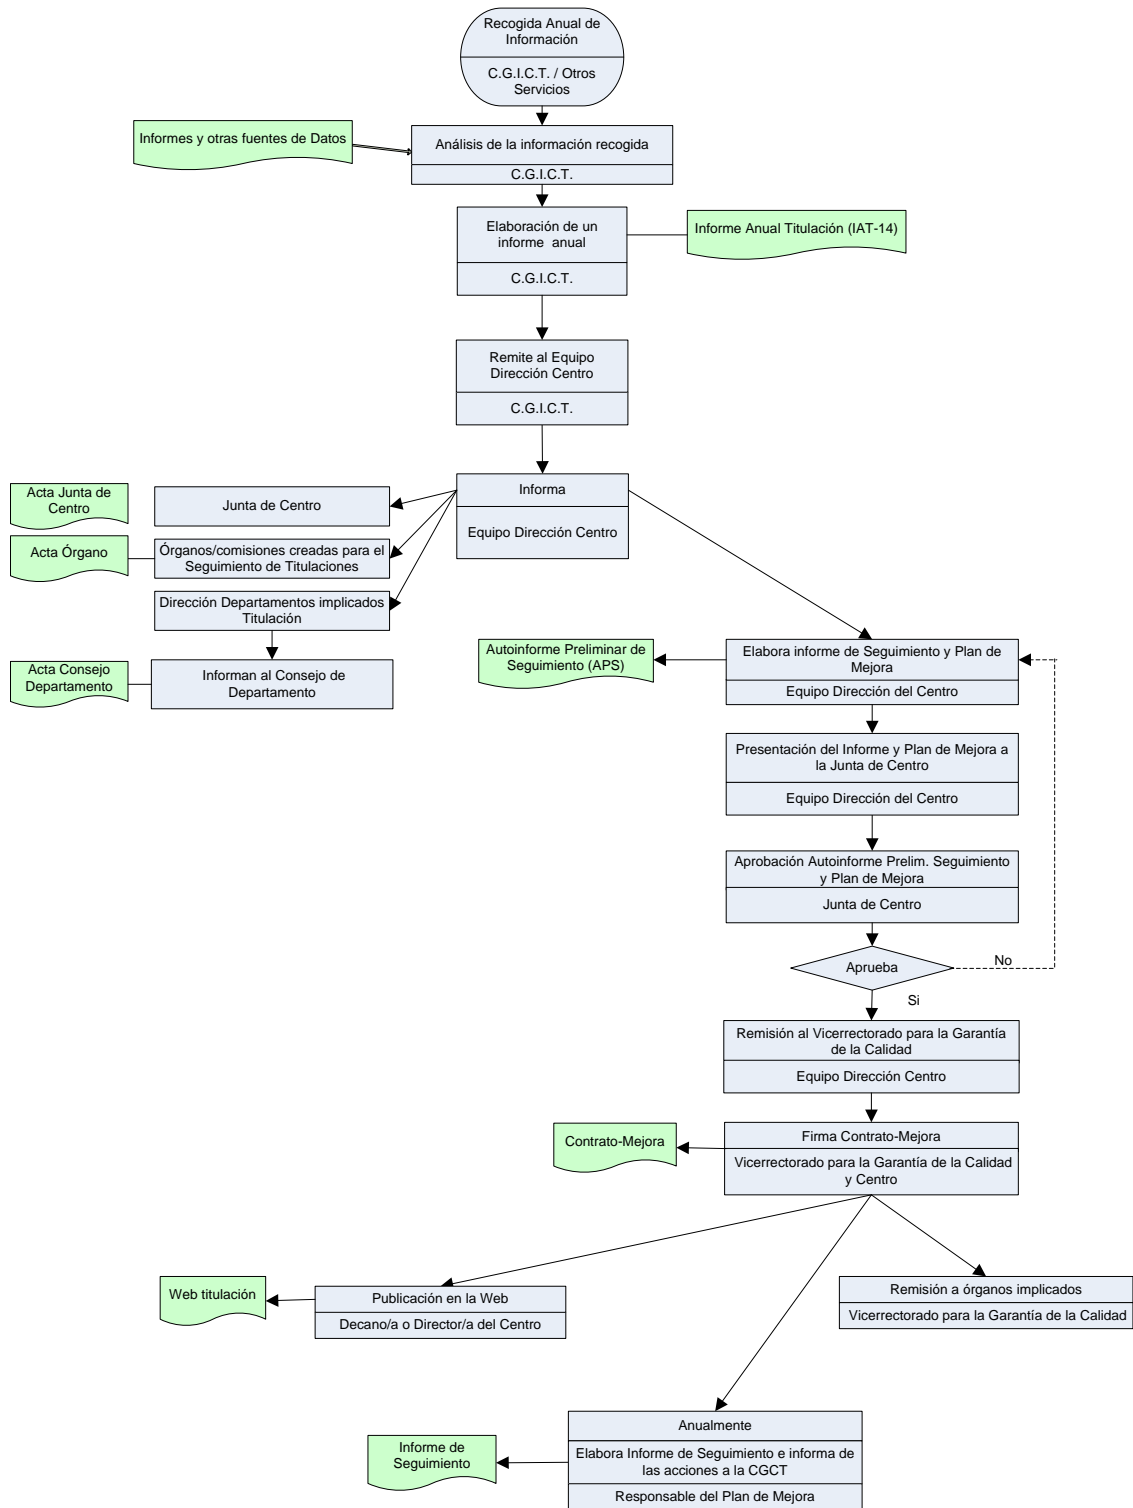 Recogida Anual de
Información
C.G.I.C.T. / Otros
Servicios
Informes y otras fuentes de Datos
Análisis de la información recogida
C.G.I.C.T.
Elaboración de un
informe anual
C.G.I.C.T.
Informe Anual Titulación (IAT-14)
Remite al Equipo
Dirección Centro
C.G.I.C.T.
Informa
Equipo Dirección Centro
Acta Junta de
Centro
Junta de Centro
Acta Órgano
Órganos/comisiones creadas para el
Seguimiento de Titulaciones
Dirección Departamentos implicados
Titulación
Acta Consejo
Departamento
Informan al Consejo de
Departamento
Autoinforme Preliminar de
Seguimiento (APS)
Elabora informe de Seguimiento y Plan de
Mejora
Equipo Dirección del Centro
Presentación del Informe y Plan de Mejora a
la Junta de Centro
Equipo Dirección del Centro
Aprobación Autoinforme Prelim. Seguimiento
y Plan de Mejora
Junta de Centro
Aprueba
No
Si
Remisión al Vicerrectorado para la Garantía
de la Calidad
Equipo Dirección Centro
Contrato-Mejora
Firma Contrato-Mejora
Vicerrectorado para la Garantía de la Calidad
y Centro
Web titulación
Publicación en la Web
Decano/a o Director/a del Centro
Remisión a órganos implicados
Vicerrectorado para la Garantía de la Calidad
Informe de
Seguimiento
Anualmente
Elabora Informe de Seguimiento e informa de
las acciones a la CGCT
Responsable del Plan de Mejora